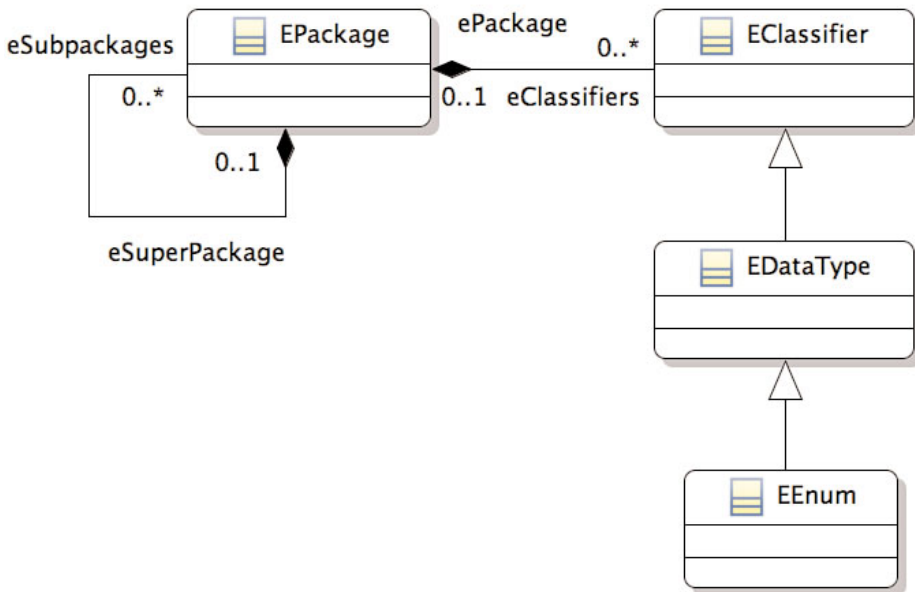 EPackage
ePackage
EClassifier
eSubpackages
0..*
0..*
0..1 eClassifiers
0..1
eSuperPackage
EDataType
EEnum